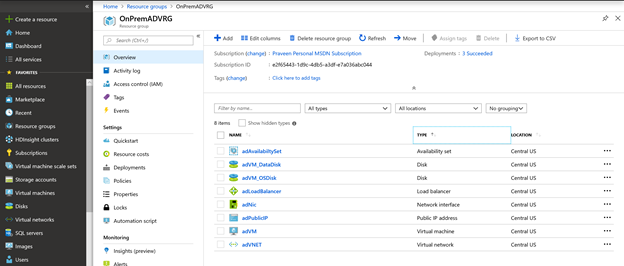 Create a resource
Home
Dashboard
All services
FAVORITES
All resources
Marketplace
Recent
Resource groups
HDInsight clusters
Subscriptions
Virtual machine scale sets
Storage accounts
Virtual machines
Disks
Virtual networks
SQL servers
Images
Users
Home > Resource groups > OnPremADVRG
OnPremADVRG
Resource group
Search (Ctrl+/)
Overview
Activity log
Access control (IAM)
Tags
Events
Settings
Quickstart
Resource costs
Deployments
Policies
Properties
Locks
Automation script
Monitoring
Insights (preview)
Alerts
Add Edit columns Delete resource group Refresh Move Assign tags Delete Export to CSV
Subscription (change) : Praveen Personal MSDN Subscription Deployments : 3 Succeeded
Subscription ID : e2f65443-1d9c-4db5-a3df-e7a036abc044
Tags (change) : Click here to add tags
Filter by name... All types All locations No grouping
8 items Show hidden types
NAME TYPE LOCATION
adAvailabiltySet Availability set Central US
adVM_DataDisk Disk Central US
adVM_OSDisk Disk Central US
adLoadBalancer Load balancer Central US
adNic Network interface Central US
adPublicIP Public IP address Central US
adVM Virtual machine Central US
adVNET Virtual network Central US